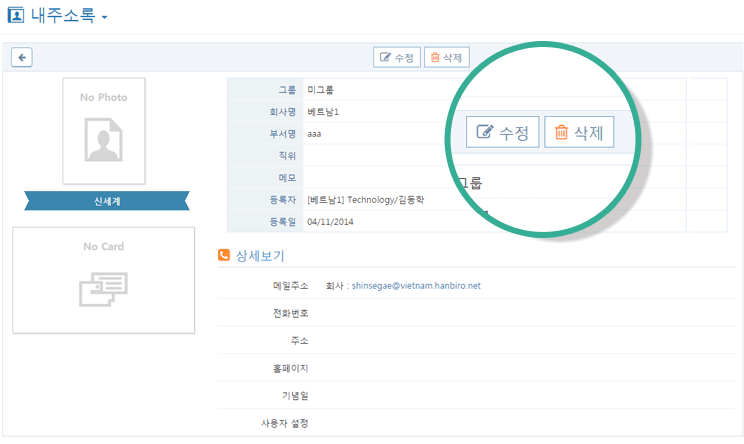 내주소록
수정 삭제
No Photo
신세계
No Card
그룹 미그룹
회사명 베트남1
부서명 aaa
직위
메모
등록자 [베트남1] Technology/김동학
등록일 04/11/2014
수정 삭제
그룹
상세보기
메일주소 회사 : shinsegae@vietnam.hanbiro.net
전화번호
주소
홈페이지
기념일
사용자 설정